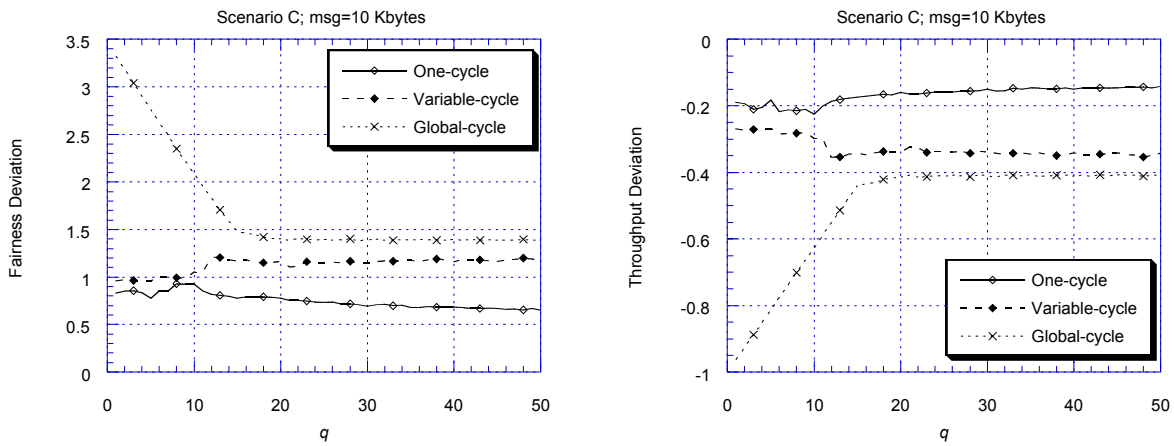 Scenario C; msg=10 Kbytes
3.5
3
2.5
2
1.5
1
0.5
0
Fairness Deviation
One-cycle
Variable-cycle
Global-cycle
0 10 20 30 40 50
q
Scenario C; msg=10 Kbytes
0
-0.2
-0.4
-0.6
-0.8
-1
Throughput Deviation
One-cycle
Variable-cycle
Global-cycle
0 10 20 30 40 50
q